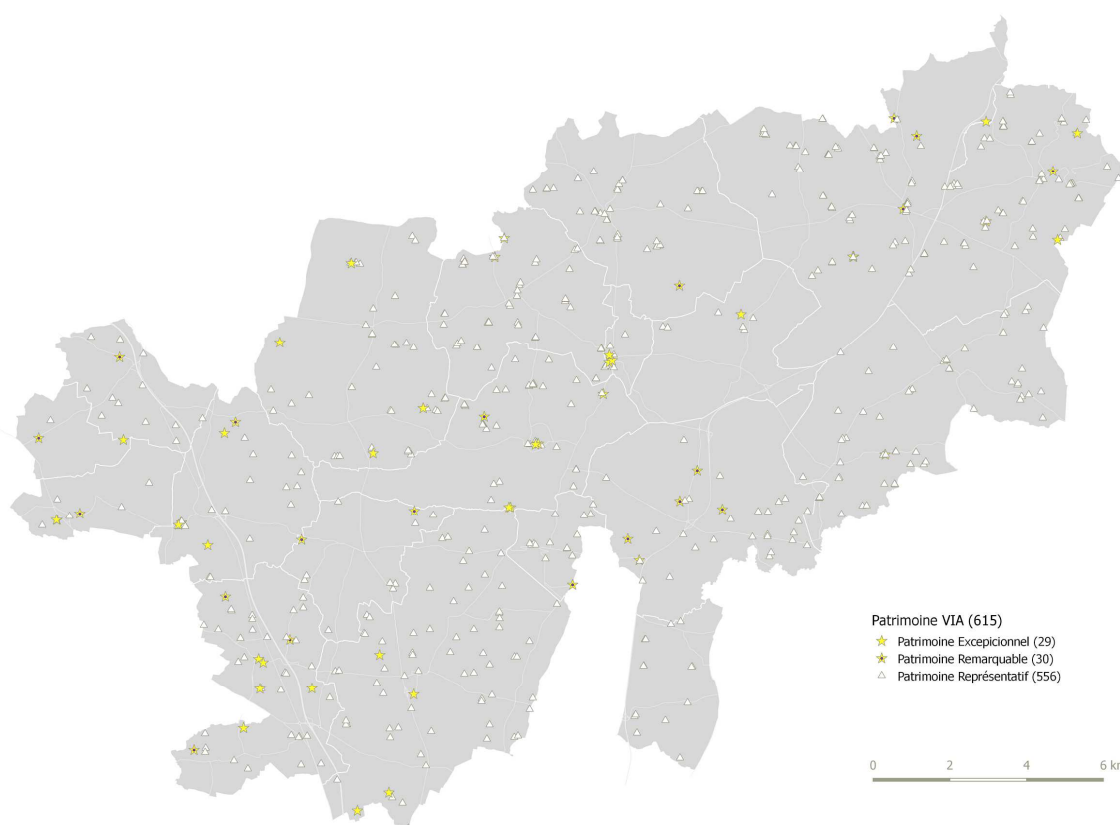 Patrimoine VIA (615)
Patrimoine Excepicionnel (29)
Patrimoine Remarquable (30)
Patrimoine Représentatif (556)
0 2 4 6 km